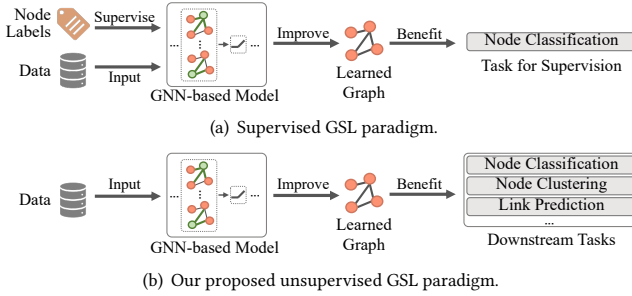 Node Labels
Supervise
Data
Input
...
...
GNN-based Model
Improve
Learned
Graph
Benefit
Node Classification
Task for Supervision
(a) Supervised GSL paradigm.
Data
Input
...
...
GNN-based Model
Improve
Learned
Graph
Benefit
Node Classification
Node Clustering
Link Prediction
...
Downstream Tasks
(b) Our proposed unsupervised GSL paradigm.